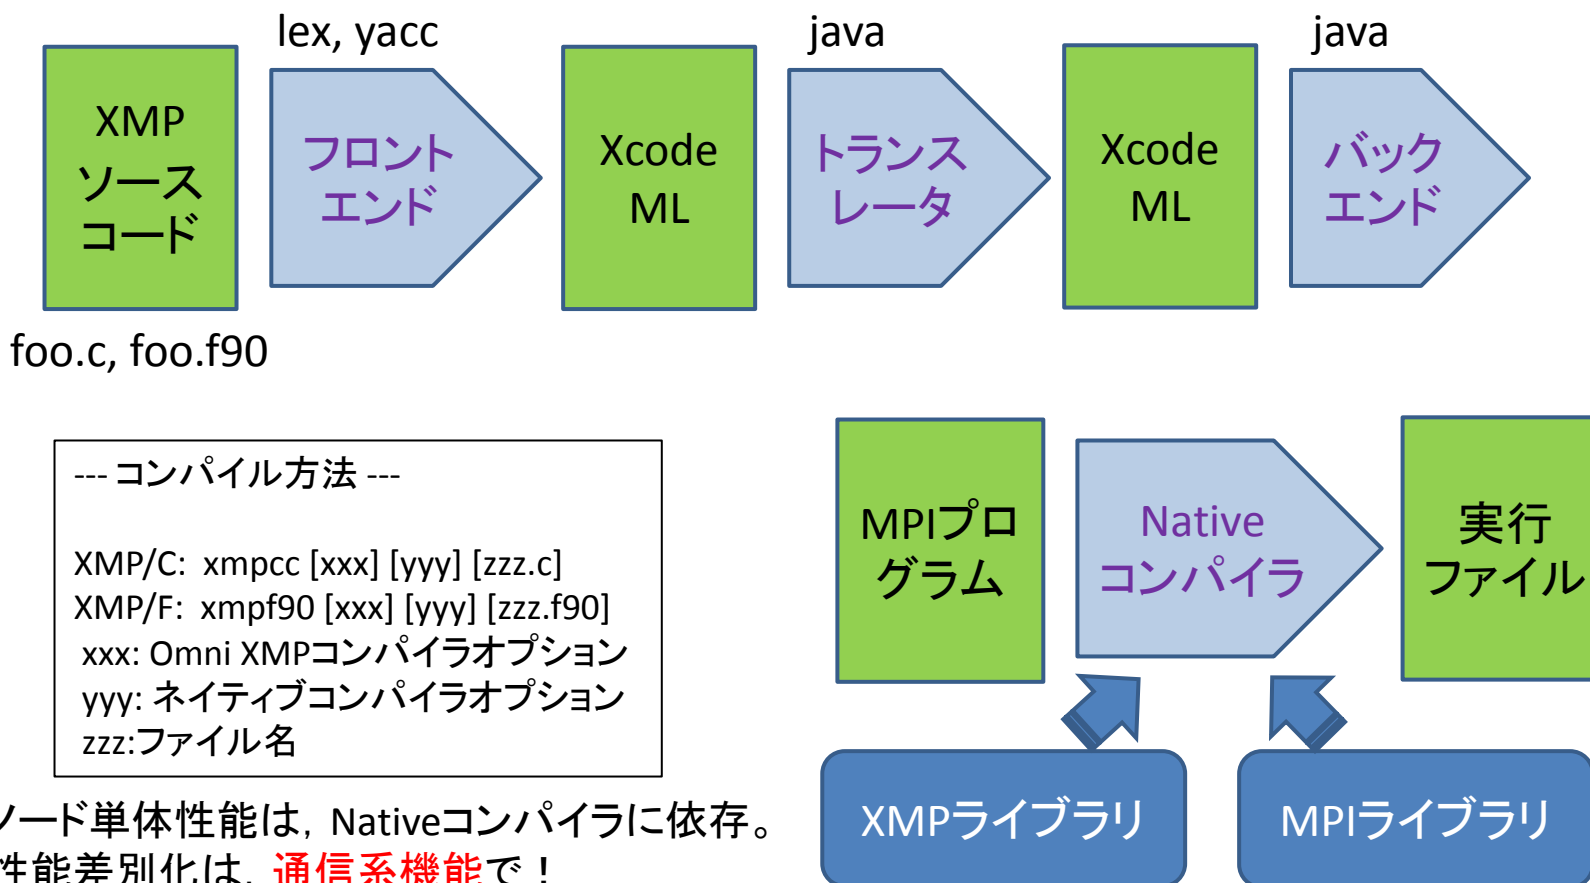 lex, yacc
java
java
XMP
ソース
コード
フロント
エンド
Xcode
ML
トランス
レータ
Xcode
ML
バック
エンド
foo.c, foo.f90
--- コンパイル方法 ---
XMP/C:  xmpcc [xxx] [yyy] [zzz.c]
XMP/F:  xmpf90 [xxx] [yyy] [zzz.f90]
xxx: Omni XMPコンパイラオプション
yyy: ネイティブコンパイラオプション
zzz:ファイル名
MPIプロ
グラム
Native
コンパイラ
実行
ファイル
XMPライブラリ
MPIライブラリ
ノード単体性能は，Nativeコンパイラに依存。
性能差別化は，通信系機能で！